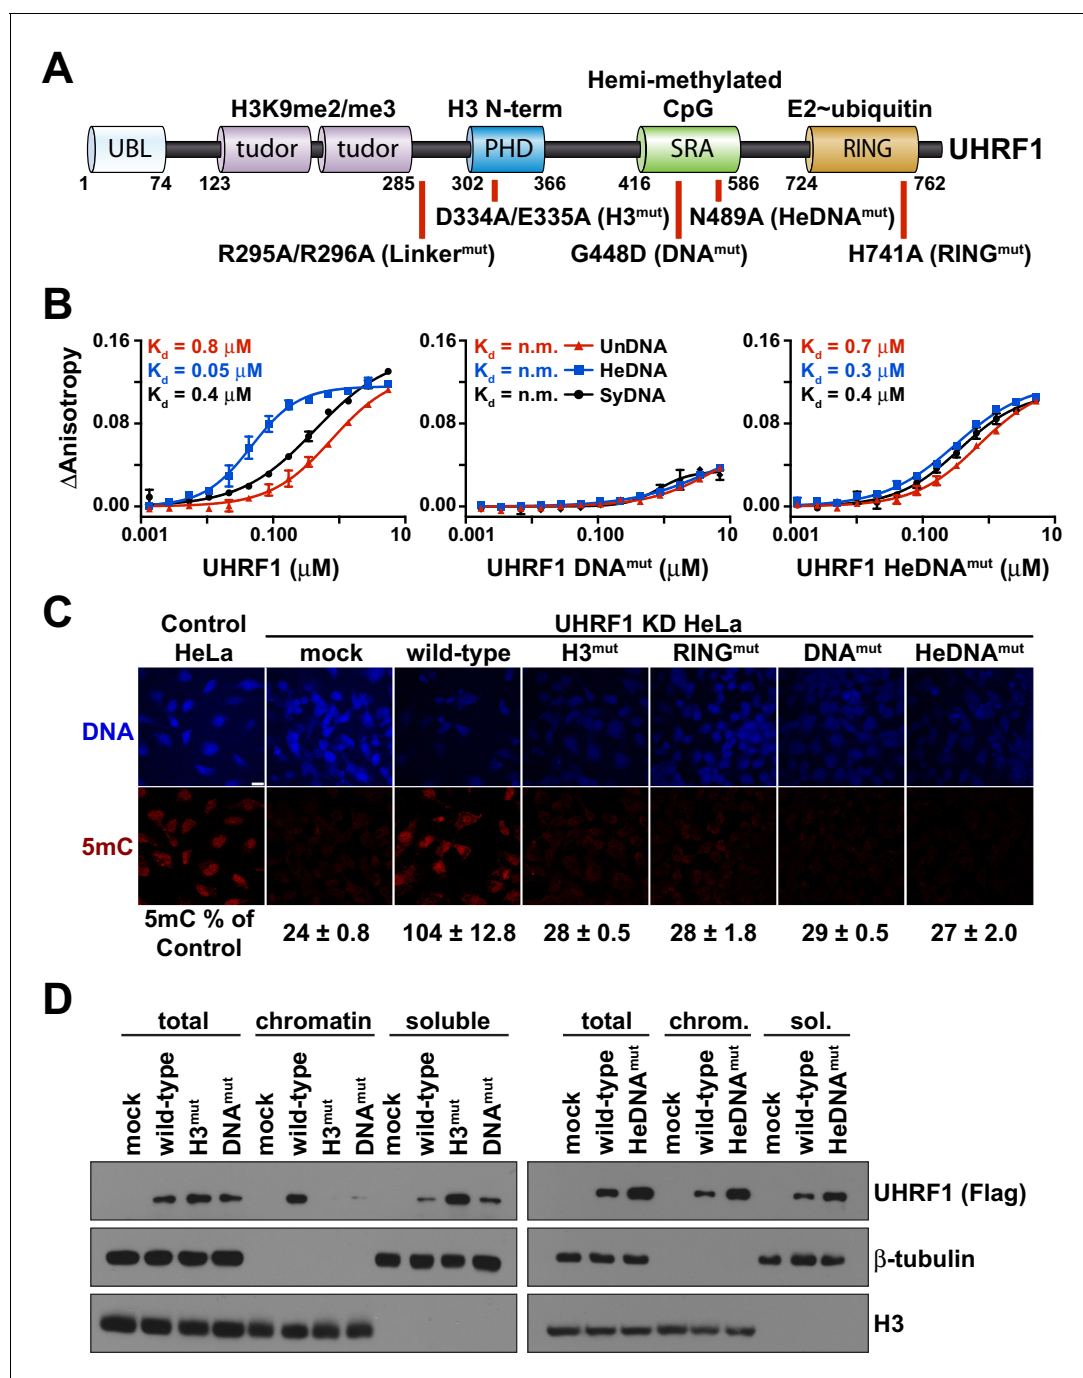 A
Hemi-methylated
H3K9me2/me3 H3 N-term CpG E2~ubiquitin
UBL tudor tudor PHD SRA RING UHRF1
1 74 123 285 302 366 416 586 724 762
D334A/E335A (H3mut) N489A (HeDNAmut)
R295A/R296A (Linkermut) G448D (DNAmut) H741A (RINGmut)
B
ΔAnisotropy
0.16
0.08
0.00
Kd = 0.8 μM
Kd = 0.05 μM
Kd = 0.4 μM
0.001 0.100 10
UHRF1 (μM)
0.16
0.08
0.00
Kd = n.m. UnDNA
Kd = n.m. HeDNA
Kd = n.m. SyDNA
0.001 0.100 10
UHRF1 DNAmut (μM)
0.16
0.08
0.00
Kd = 0.7 μM
Kd = 0.3 μM
Kd = 0.4 μM
0.001 0.100 10
UHRF1 HeDNAmut (μM)
C
Control HeLa
UHRF1 KD HeLa
mock wild-type H3mut RINGmut DNAmut HeDNAmut
DNA
5mC
5mC % of Control
24 ± 0.8 104 ± 12.8 28 ± 0.5 28 ± 1.8 29 ± 0.5 27 ± 2.0
D
total chromatin soluble
mock wild-type H3mut DNAmut mock wild-type H3mut DNAmut mock wild-type H3mut DNAmut
total chrom. sol.
mock wild-type HeDNAmut mock wild-type HeDNAmut mock wild-type HeDNAmut
UHRF1 (Flag)
β-tubulin
H3